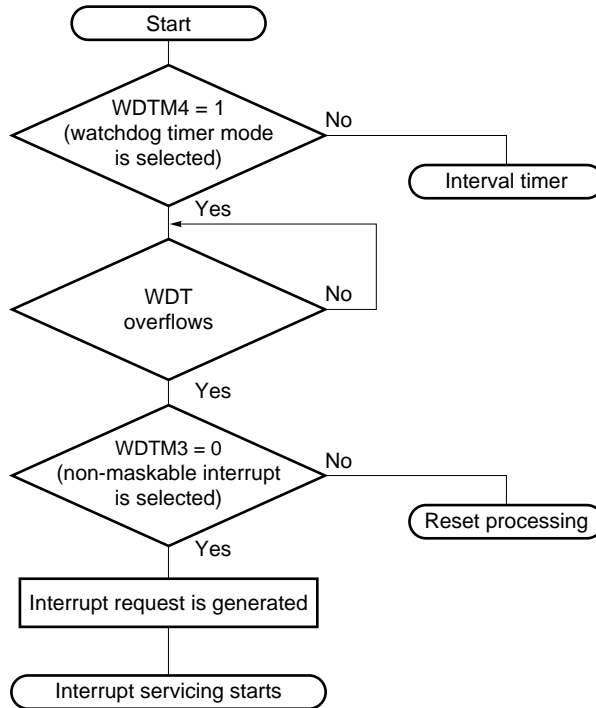 Start
WDTM4 = 1
(watchdog timer mode
is selected)
No
Interval timer
Yes
WDT
overflows
No
Yes
WDTM3 = 0
(non-maskable interrupt
is selected)
No
Reset processing
Yes
Interrupt request is generated
Interrupt servicing starts